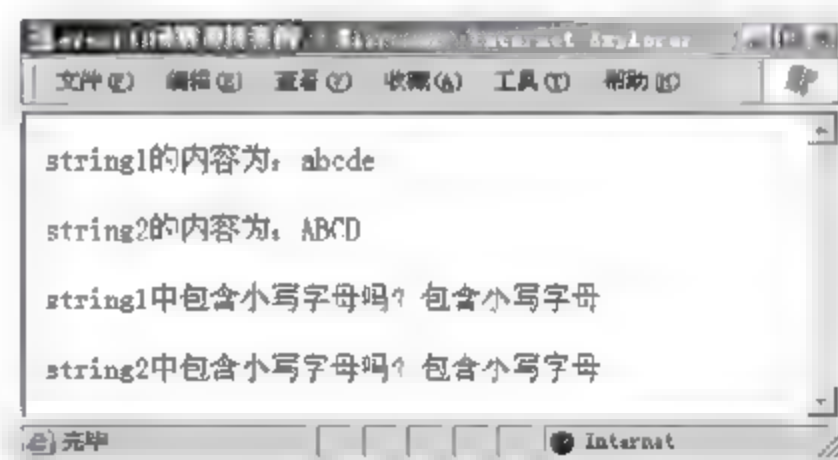 Microsoft Internet Explorer
文件(F) 编辑(E) 查看(V) 收藏(A) 工具(T) 帮助(H)
string1的内容为：abcde
string2的内容为：ABCD
string1中包含小写字母吗？包含小写字母
string2中包含小写字母吗？包含小写字母
完毕 Internet